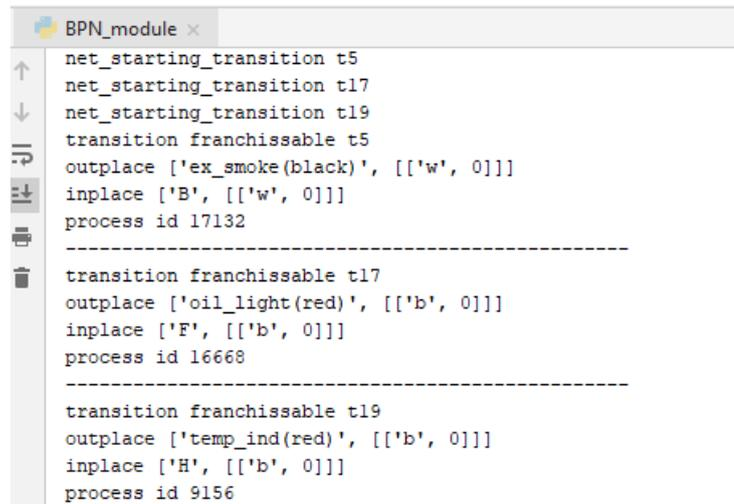 BPN_module
net_starting_transition t5
net_starting_transition t17
net_starting_transition t19
transition franchissable t5
outplace ['ex_smoke(black)', [['w', 0]]]
inplace ['B', [['w', 0]]]
process id 17132
-----------------------------------------------
transition franchissable t17
outplace ['oil_light(red)', [['b', 0]]]
inplace ['F', [['b', 0]]]
process id 16668
-----------------------------------------------
transition franchissable t19
outplace ['temp_ind(red)', [['b', 0]]]
inplace ['H', [['b', 0]]]
process id 9156